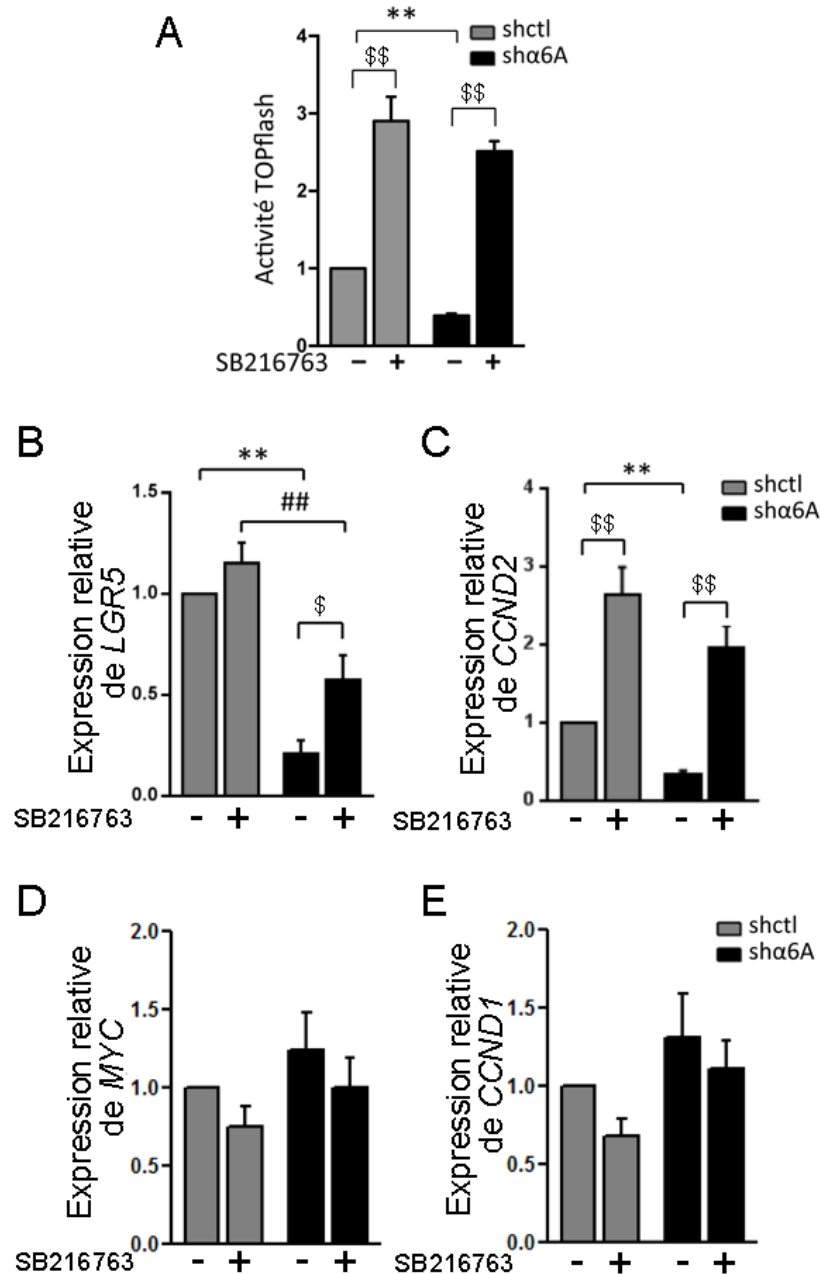 A
**
shctl
shα6A
$$
$$
Activité TOPflash
4
3
2
1
0
SB216763 – + – +
B
**
##
$
Expression relative
de LGR5
1.5
1.0
0.5
0.0
SB216763 - + - +
C
**
shctl
shα6A
$$
$$
Expression relative
de CCND2
4
3
2
1
0
SB216763 - + - +
D
Expression relative
de MYC
2.0
1.5
1.0
0.5
0.0
SB216763 - + - +
E
shctl
shα6A
Expression relative
de CCND1
2.0
1.5
1.0
0.5
0.0
SB216763 - + - +